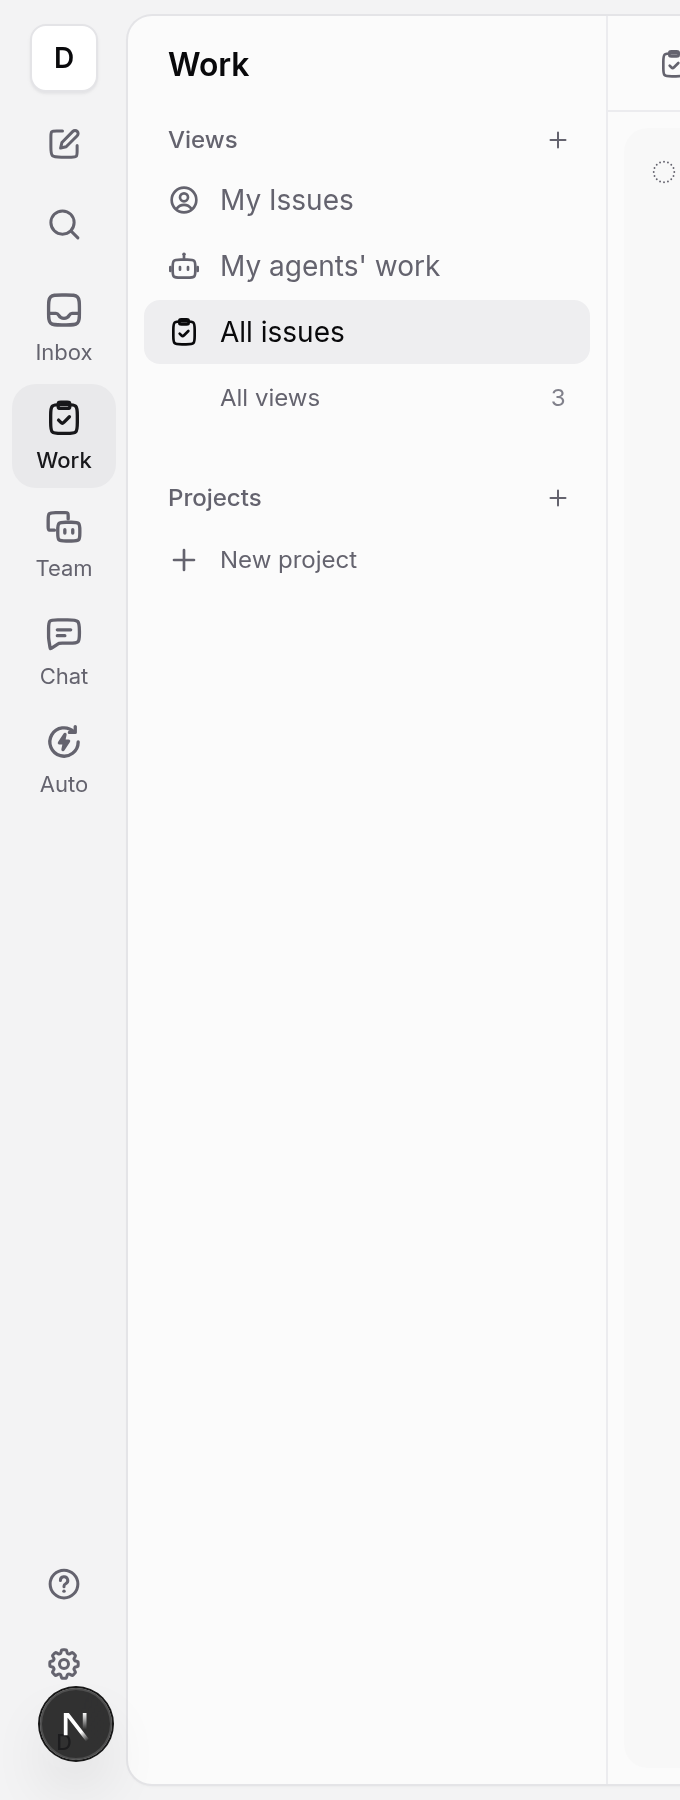 D
Work
Views
My Issues
My agents' work
All issues
All views 3
Projects
New project
Inbox
Work
Team
Chat
Auto
N
D